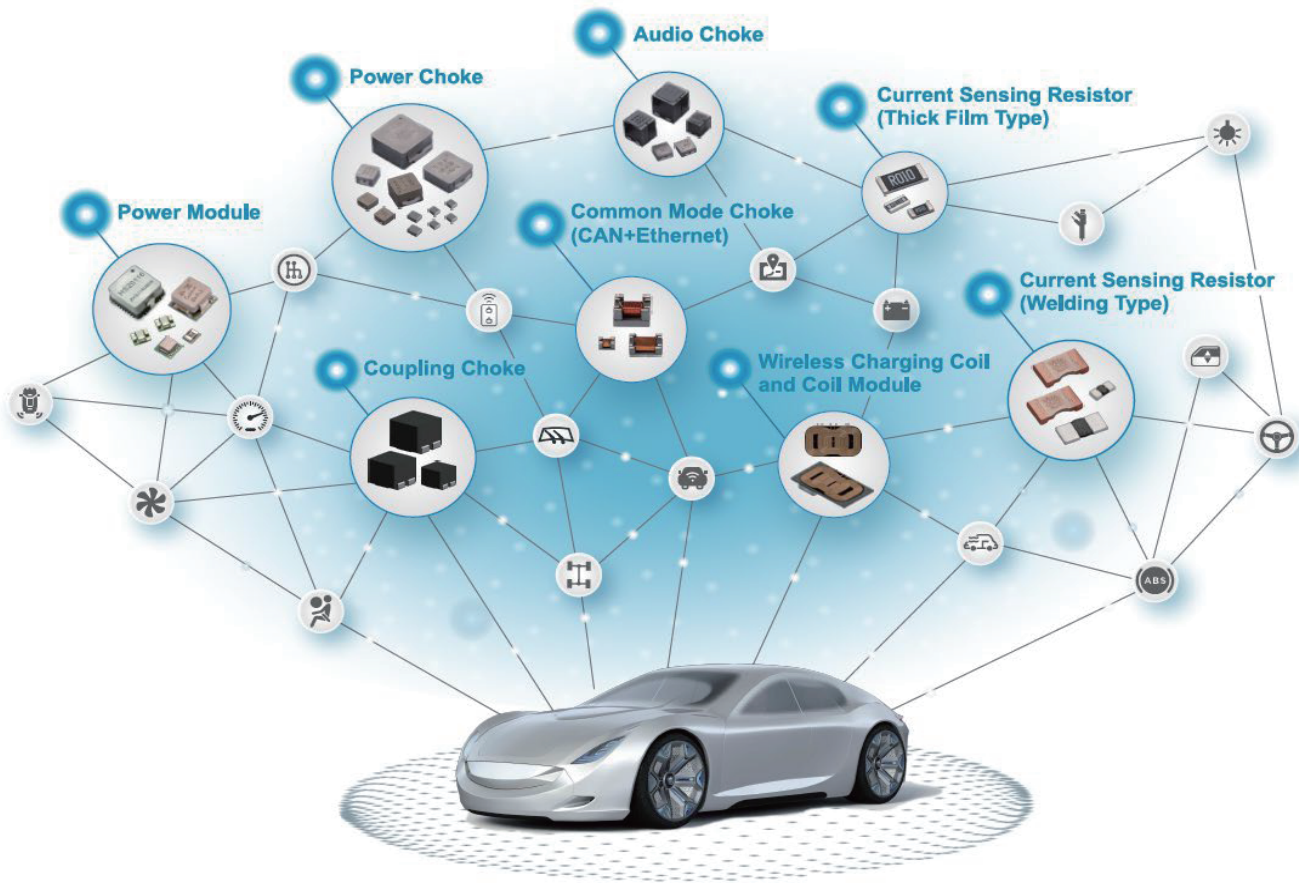 Audio Choke
Power Choke
Current Sensing Resistor
(Thick Film Type)
R010
Power Module
Common Mode Choke
(CAN+Ethernet)
Current Sensing Resistor
(Welding Type)
Coupling Choke
Wireless Charging Coil
and Coil Module
ABS